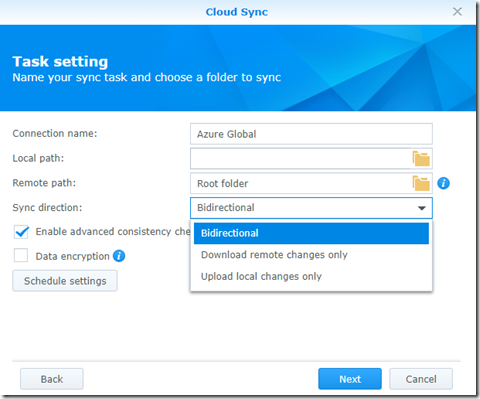 Cloud Sync
Task setting
Name your sync task and choose a folder to sync
Connection name: Azure Global
Local path:
Remote path: Root folder
Sync direction: Bidirectional
Bidirectional
Enable advanced consistency che
Download remote changes only
Data encryption
Upload local changes only
Schedule settings
Back Next Cancel